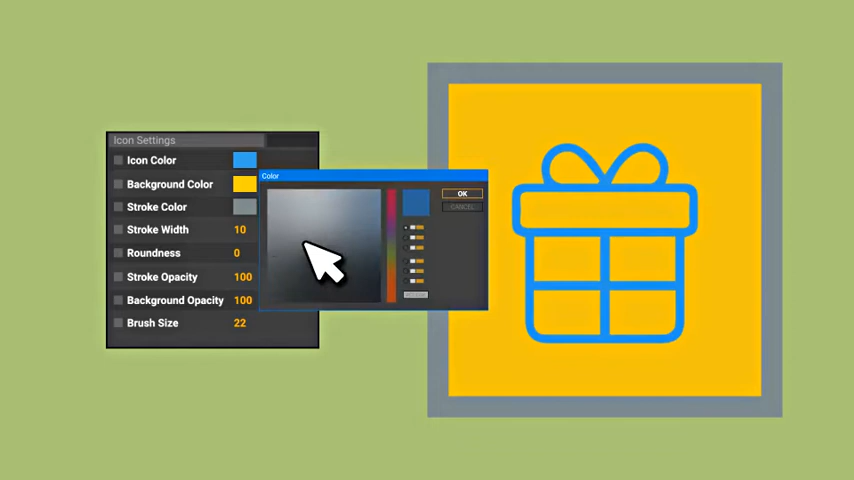 Icon Settings
Icon Color
Background Color
Stroke Color
Stroke Width 10
Roundness 0
Stroke Opacity 100
Background Opacity 100
Brush Size 22
Color
OK
CANCEL